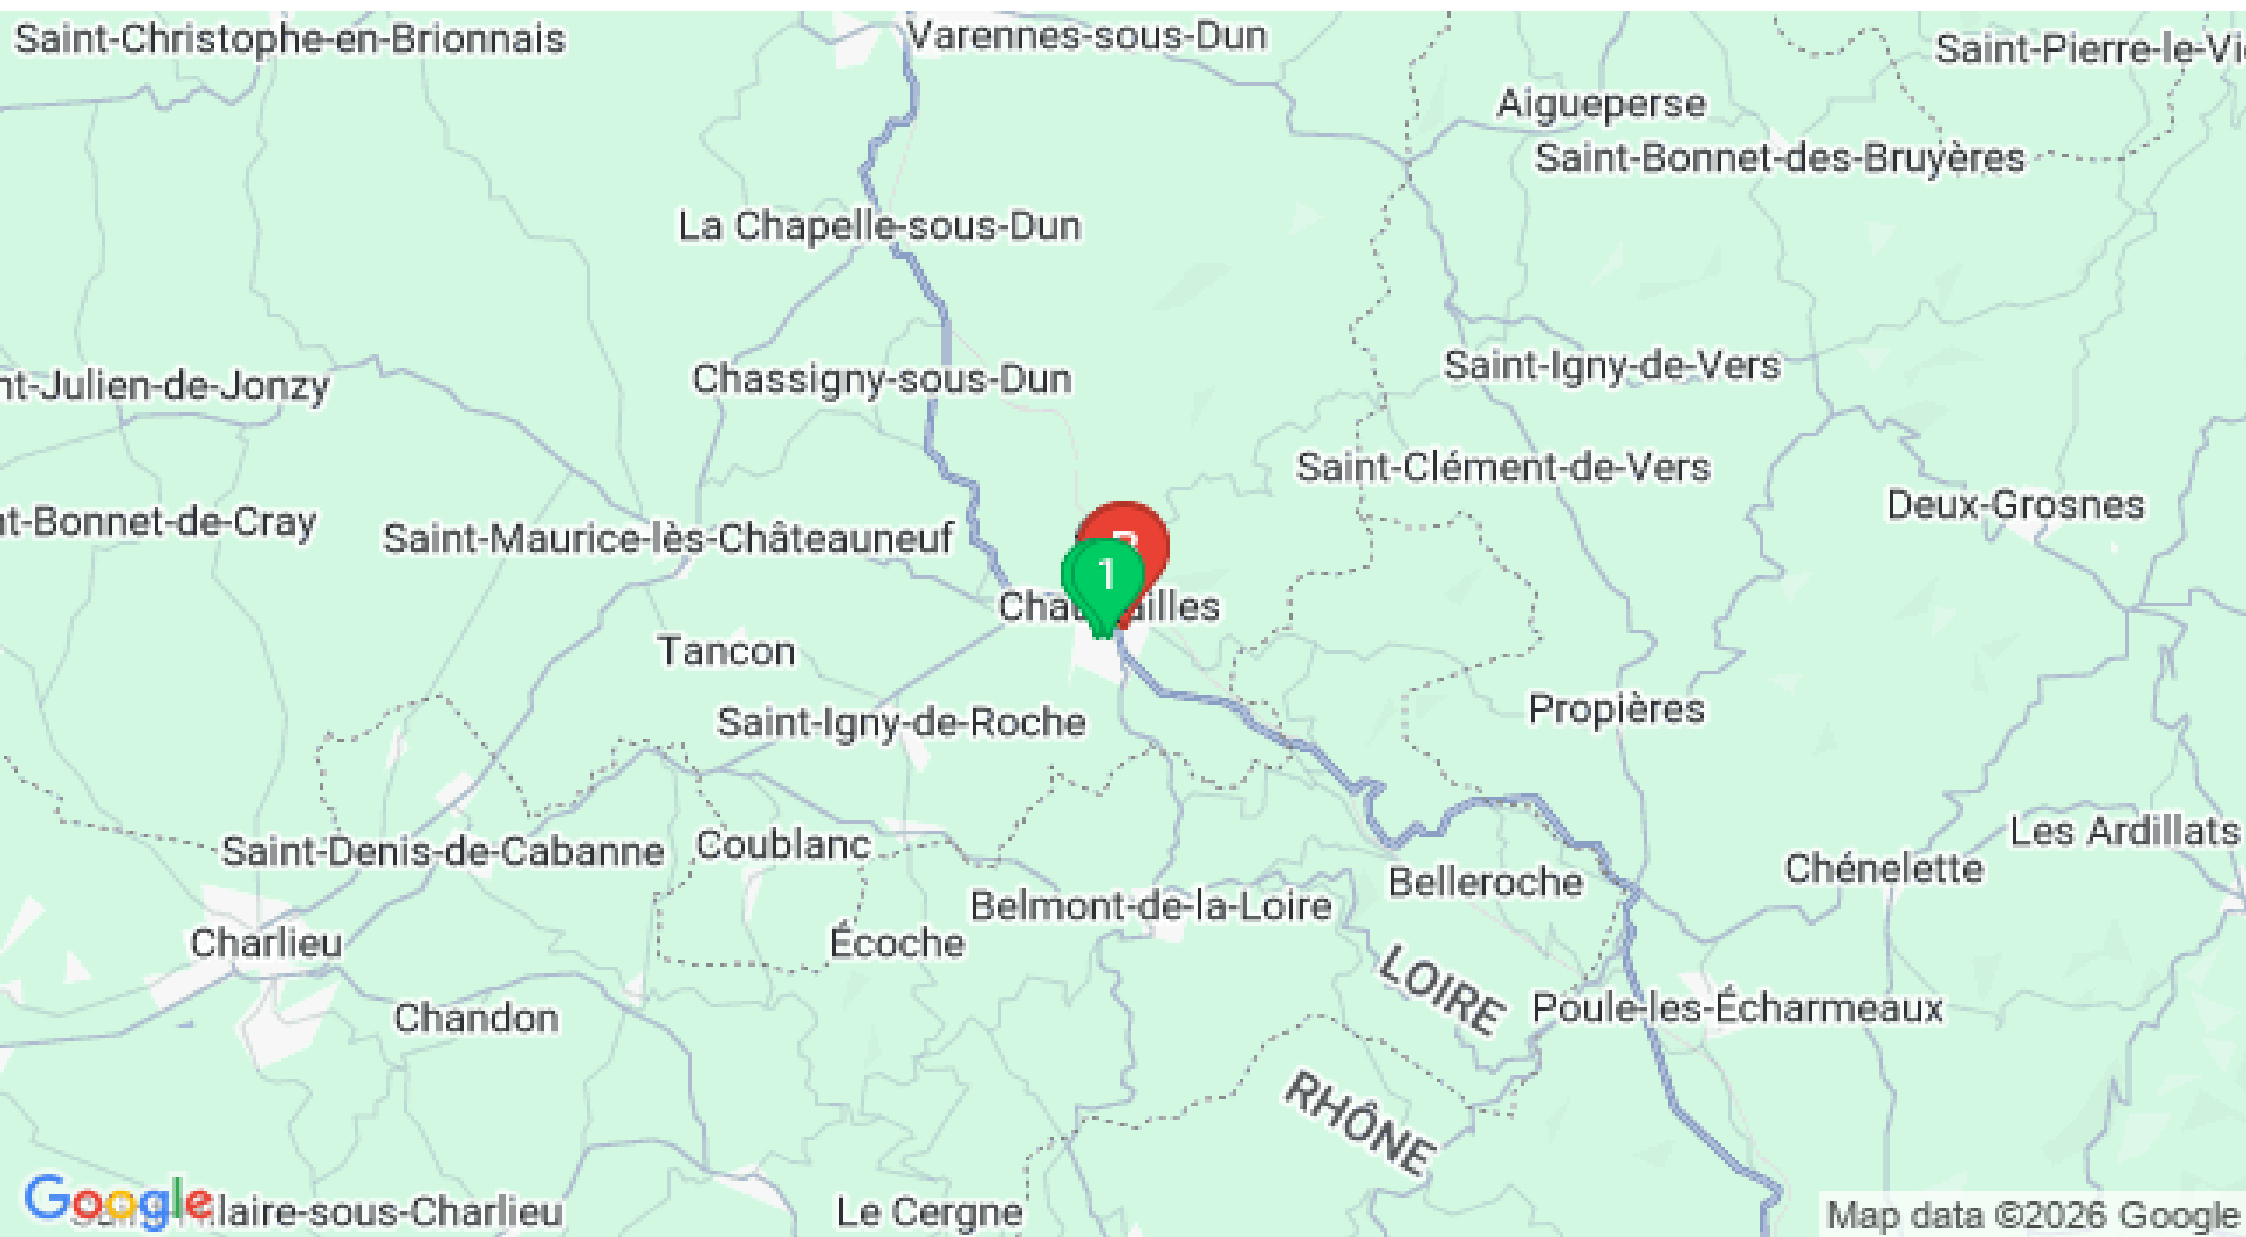 Saint-Christophe-en-Brionnais
Varennes-sous-Dun
Saint-Pierre-le-Vi
Aigueperse
Saint-Bonnet-des-Bruyères
La Chapelle-sous-Dun
Saint-Igny-de-Vers
nt-Julien-de-Jonzy
Chassigny-sous-Dun
Saint-Clément-de-Vers
Deux-Grosnes
nt-Bonnet-de-Cray
Saint-Maurice-lès-Châteauneuf
1
Cha ailles
Tancon
Propières
Saint-Igny-de-Roche
Les Ardillats
Saint-Denis-de-Cabanne
Coublanc
Chénelette
Belleroche
Belmont-de-la-Loire
Charlieu
Écoche
LOIRE
Poule-les-Écharmeaux
Chandon
RHÔNE
Google
laire-sous-Charlieu
Le Cergne
Map data ©2026 Google